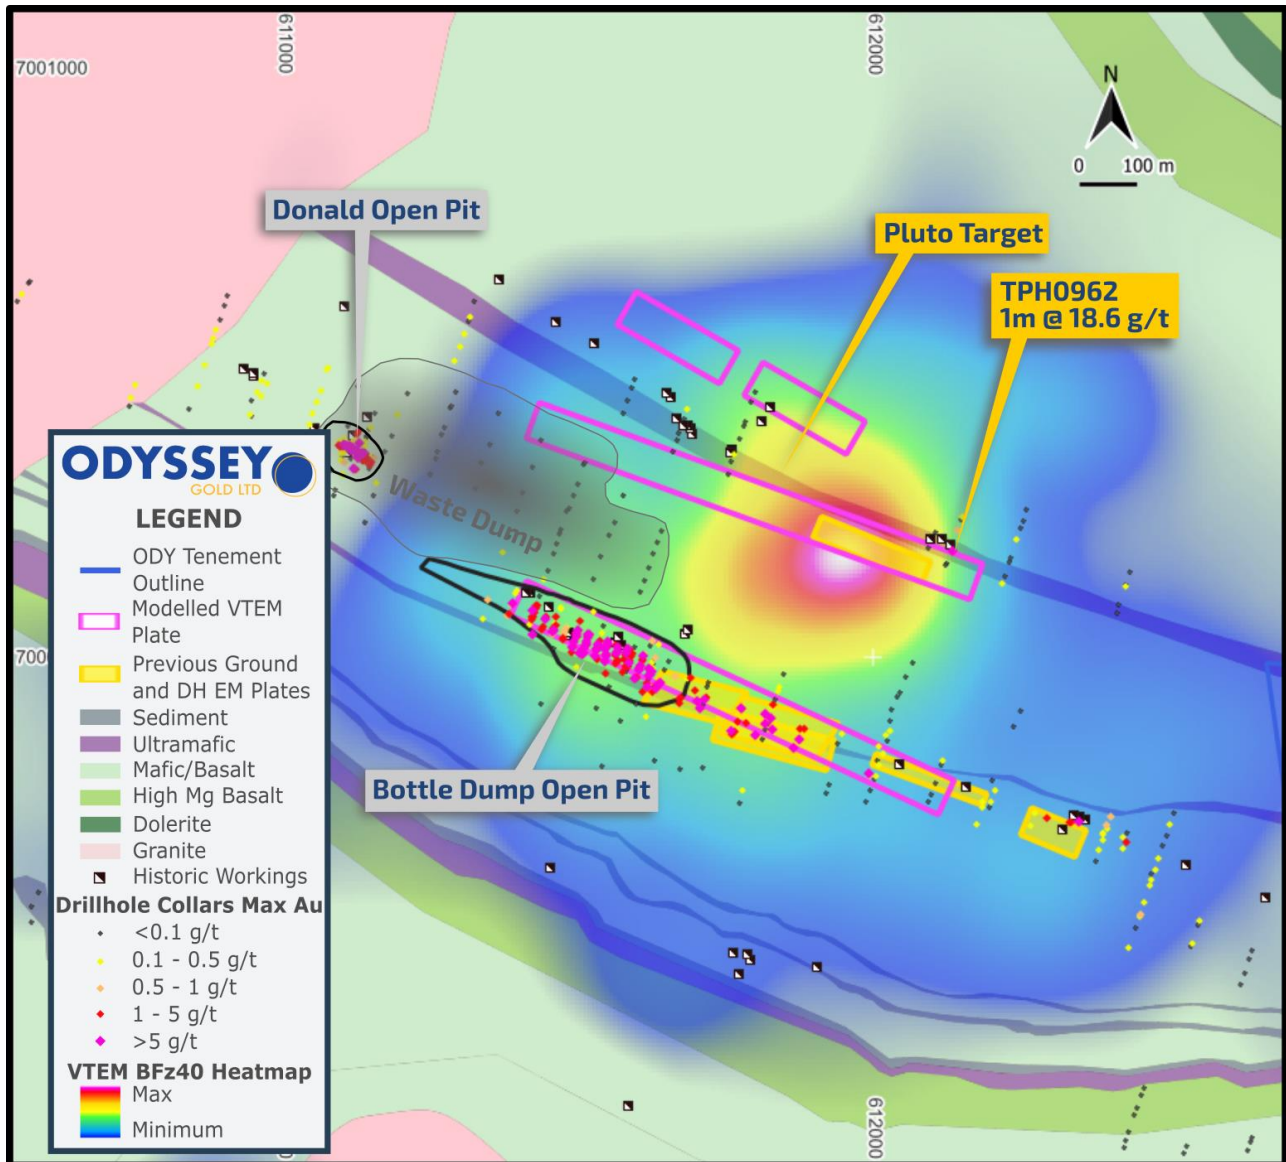 611000
612000
7001000
N
0 100 m
Donald Open Pit
Pluto Target
TPH0962
1m @ 18.6 g/t
Waste Dump
Bottle Dump Open Pit
ODYSSEY
GOLD LTD
LEGEND
ODY Tenement
Outline
Modelled VTEM
Plate
Previous Ground
and DH EM Plates
Sediment
Ultramafic
Mafic/Basalt
High Mg Basalt
Dolerite
Granite
Historic Workings
Drillhole Collars Max Au
<0.1 g/t
0.1 - 0.5 g/t
0.5 - 1 g/t
1 - 5 g/t
>5 g/t
VTEM BFz40 Heatmap
Max
Minimum
612000